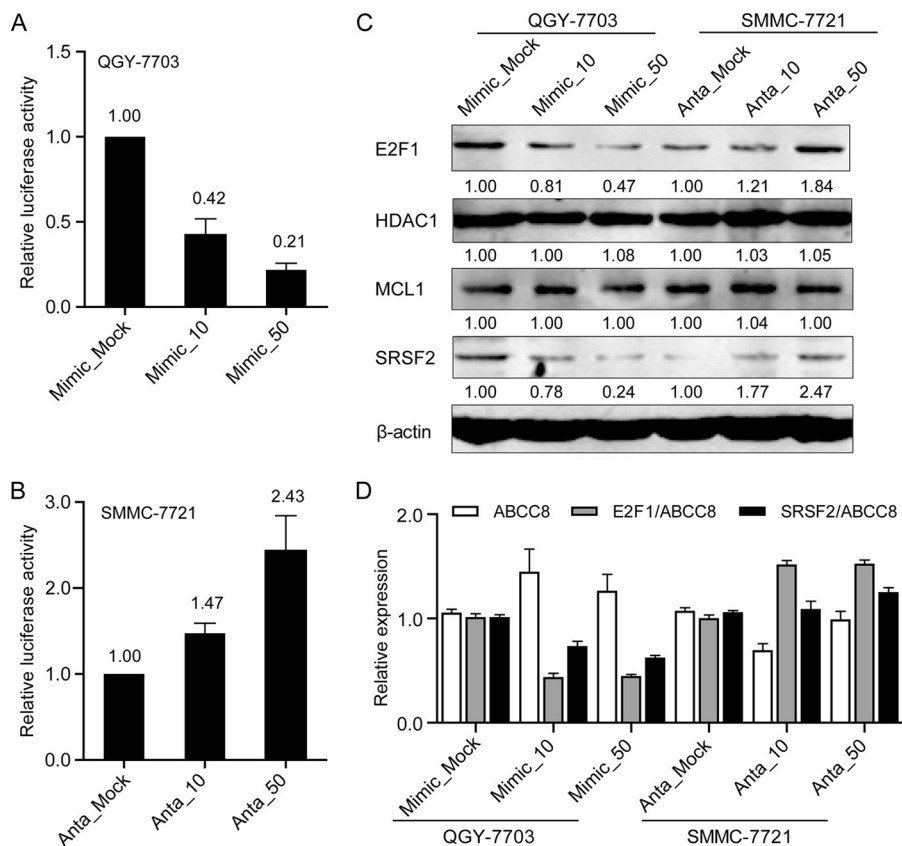 A
QGY-7703
Relative luciferase activity
1.5
1.0
0.5
0.0
1.00
0.42
0.21
Mimic_Mock
Mimic_10
Mimic_50
B
SMMC-7721
Relative luciferase activity
3.0
2.0
1.0
0.0
1.00
1.47
2.43
Anta_Mock
Anta_10
Anta_50
C
QGY-7703 SMMC-7721
Mimic_Mock Mimic_10 Mimic_50 Anta_Mock Anta_10 Anta_50
E2F1
1.00 0.81 0.47 1.00 1.21 1.84
HDAC1
1.00 1.00 1.08 1.00 1.03 1.05
MCL1
1.00 1.00 1.00 1.00 1.04 1.00
SRSF2
1.00 0.78 0.24 1.00 1.77 2.47
β-actin
D
ABCC8 E2F1/ABCC8 SRSF2/ABCC8
Relative expression
2.0
1.0
0.0
Mimic_Mock Mimic_10 Mimic_50 Anta_Mock Anta_10 Anta_50
QGY-7703 SMMC-7721